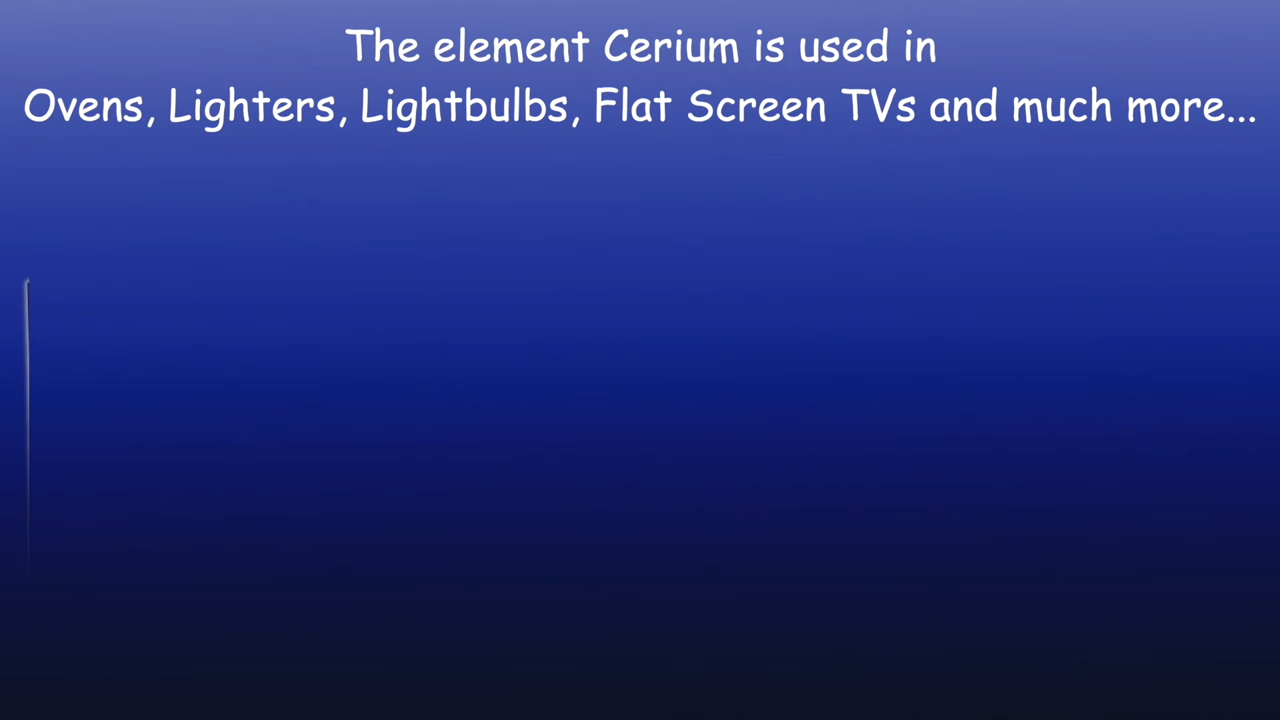 The element Cerium is used in
Ovens, Lighters, Lightbulbs, Flat Screen TVs and much more...